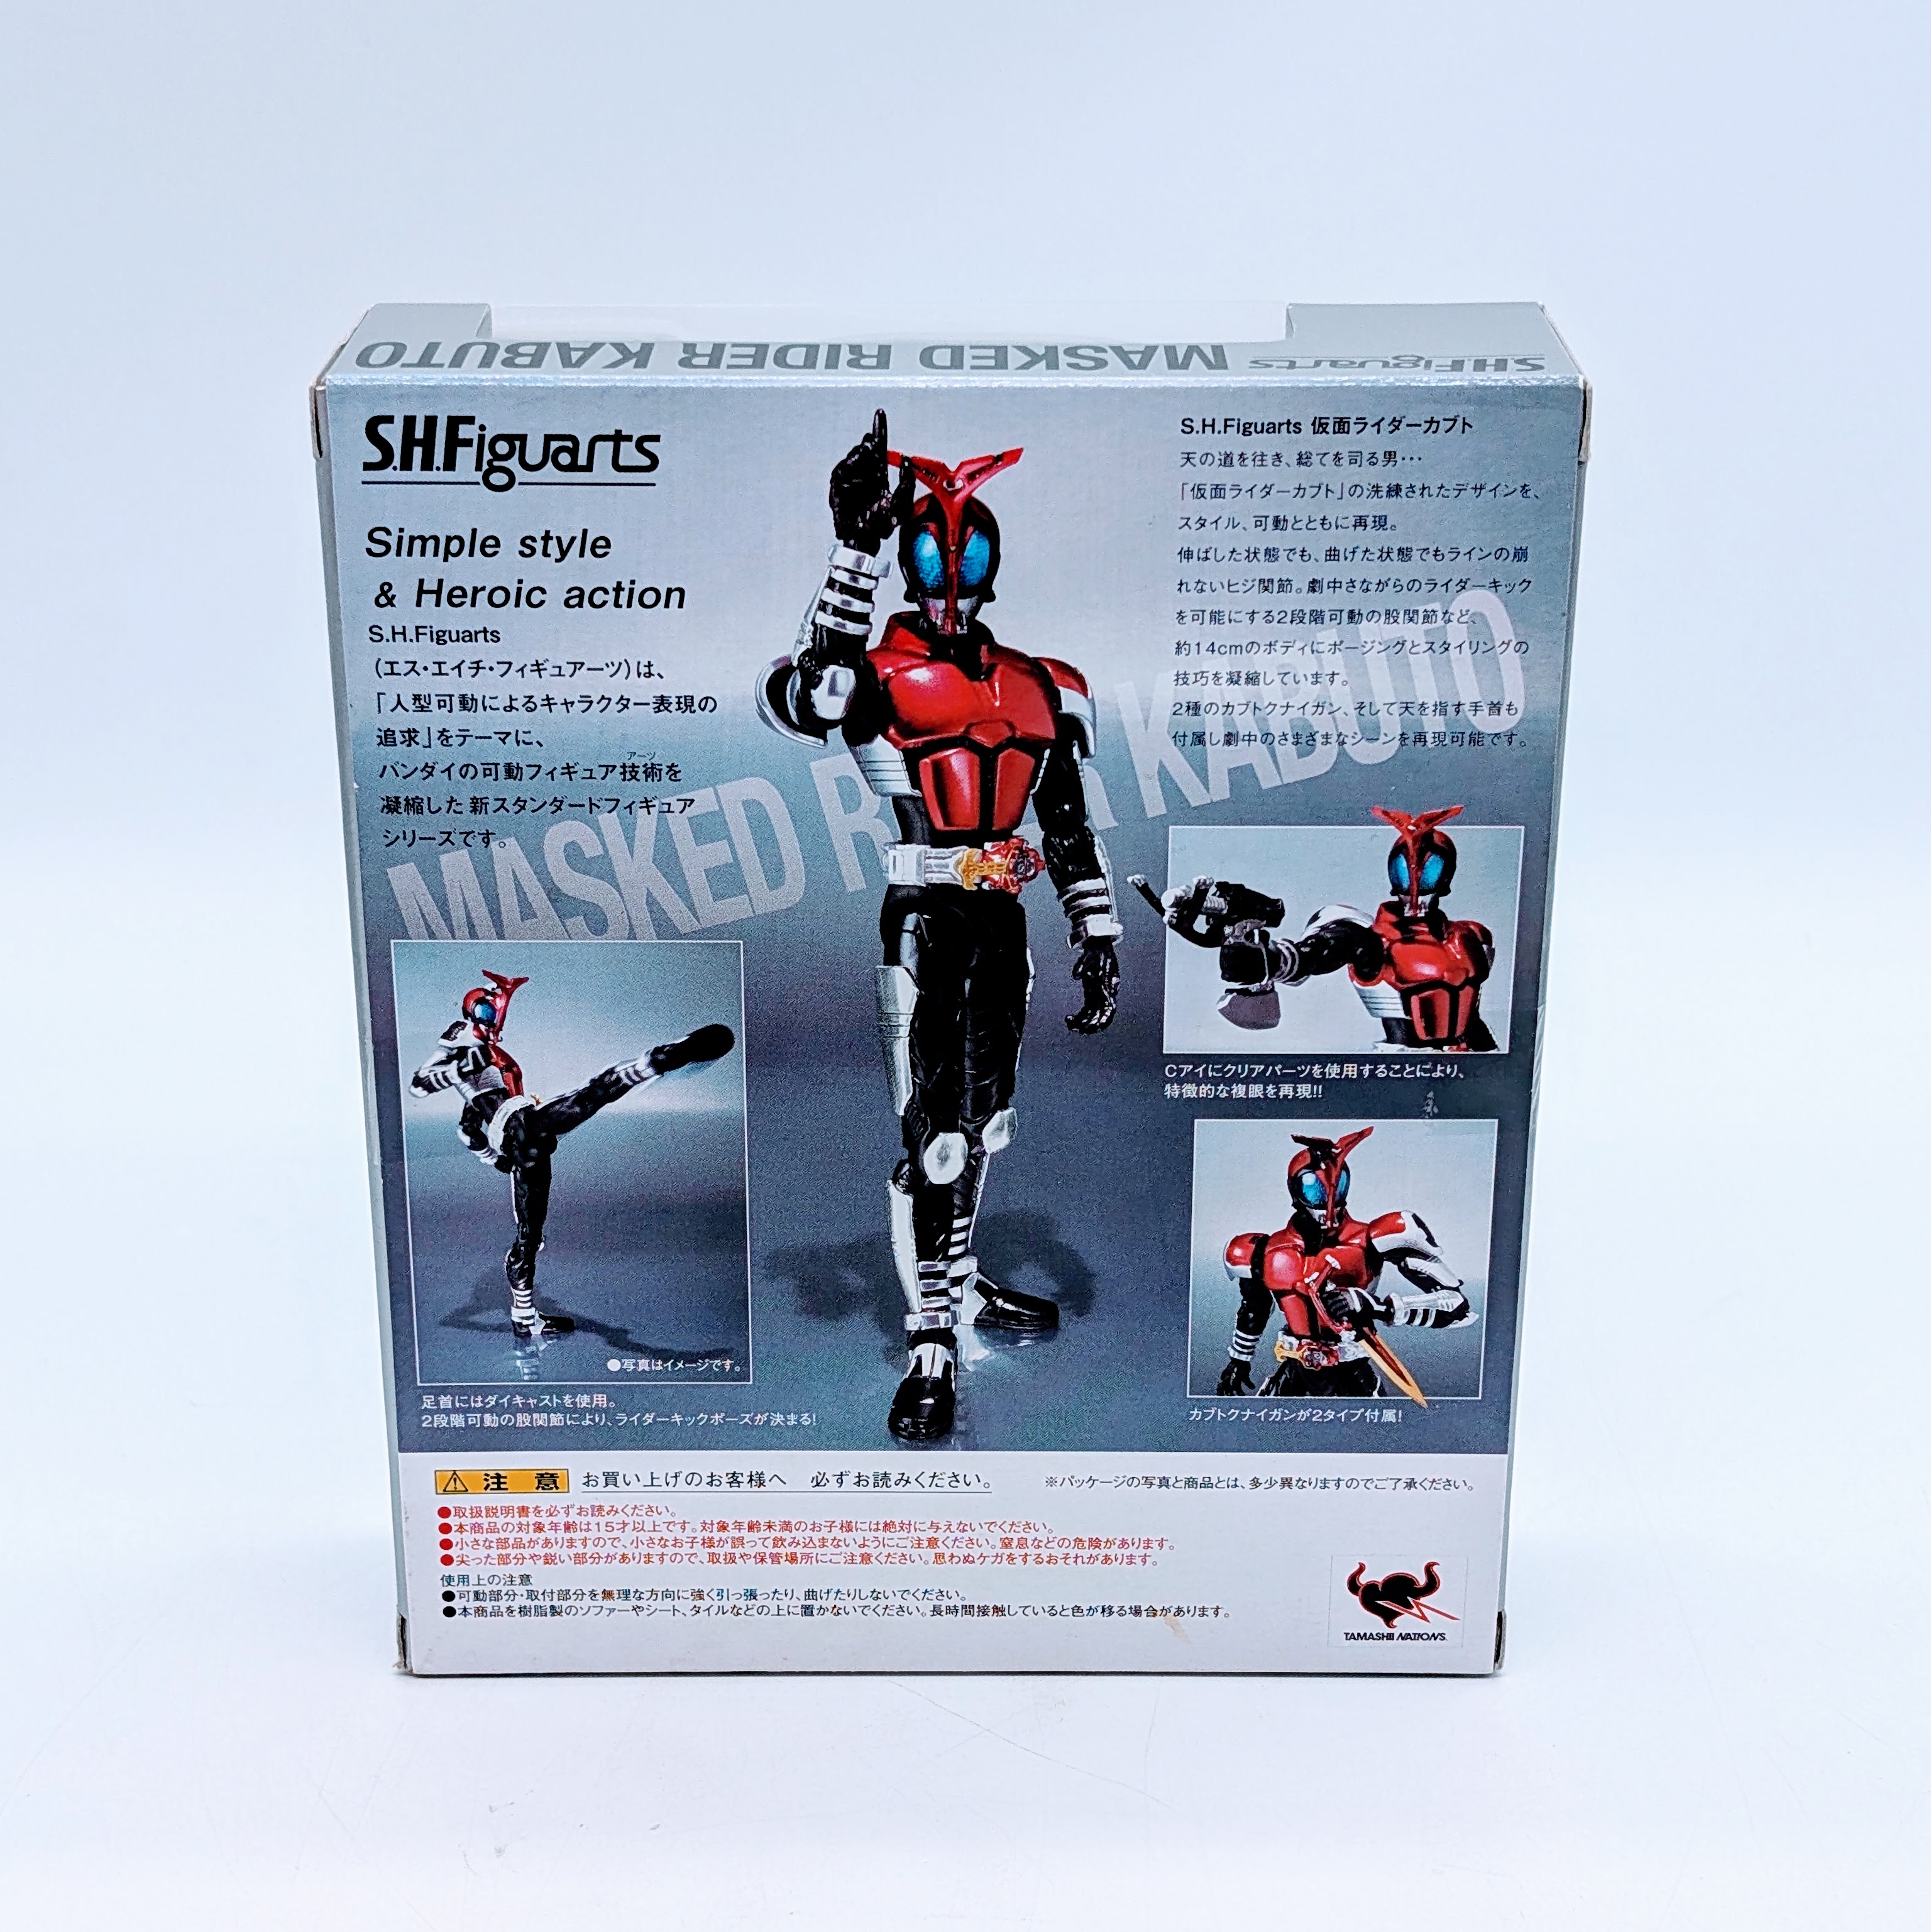 S.H.Figuarts MASKED RIDER KABUTO
S.H.Figuarts
Simple style
& Heroic action
S.H.Figuarts
(エス・エイチ・フィギュアーツ)は、
「人型可動によるキャラクター表現の
追求」をテーマに、
アーツ
バンダイの可動フィギュア技術を
凝縮した 新スタンダードフィギュア
シリーズです。
S.H.Figuarts 仮面ライダーカブト
天の道を往き、総てを司る男…
「仮面ライダーカブト」の洗練されたデザインを、
スタイル、可動とともに再現。
伸ばした状態でも、曲げた状態でもラインの崩
れないヒジ関節。劇中さながらのライダーキック
を可能にする2段階可動の股関節など、
約14cmのボディにポージングとスタイリングの
技巧を凝縮しています。
2種のカブトクナイガン、そして天を指す手首も
付属し劇中のさまざまなシーンを再現可能です。
MASKED RIDER KABUTO
Cアイにクリアパーツを使用することにより、
特徴的な複眼を再現!!
●写真はイメージです。
足首にはダイキャストを使用。
2段階可動の股関節により、ライダーキックポーズが決まる!
カブトクナイガンが2タイプ付属!
注 意 お買い上げのお客様へ 必ずお読みください。 ※パッケージの写真と商品とは、多少異なりますのでご了承ください。
●取扱説明書を必ずお読みください。
●本商品の対象年齢は15才以上です。対象年齢未満のお子様には絶対に与えないでください。
●小さな部品がありますので、小さなお子様が誤って飲み込まないようにご注意ください。窒息などの危険があります。
●尖った部分や鋭い部分がありますので、取扱や保管場所にご注意ください。思わぬケガをするおそれがあります。
使用上の注意
●可動部分・取付部分を無理な方向に強く引っ張ったり、曲げたりしないでください。
●本商品を樹脂製のソファーやシート、タイルなどの上に置かないでください。長時間接触していると色が移る場合があります。
TAMASHII NATIONS